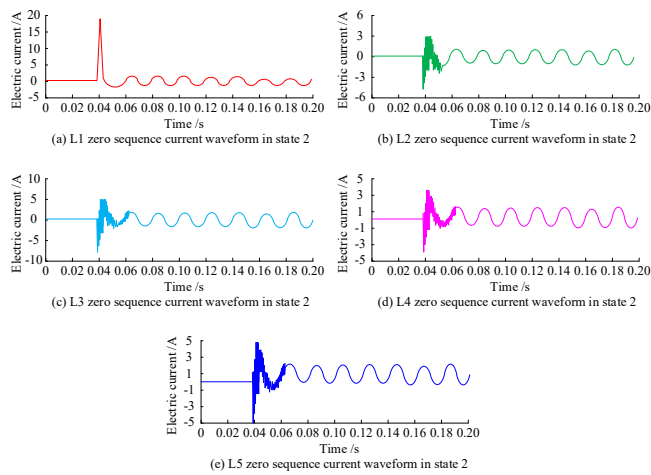 Electric current /A
20
15
10
5
0
-5
0 0.02 0.04 0.06 0.08 0.10 0.12 0.14 0.16 0.18 0.20
Time /s
(a) L1 zero sequence current waveform in state 2
Electric current /A
6
3
0
-3
-6
0 0.02 0.04 0.06 0.08 0.10 0.12 0.14 0.16 0.18 0.20
Time /s
(b) L2 zero sequence current waveform in state 2
Electric current /A
10
5
0
-5
-10
0 0.02 0.04 0.06 0.08 0.10 0.12 0.14 0.16 0.18 0.20
Time /s
(c) L3 zero sequence current waveform in state 2
Electric current /A
5
3
1
-1
-3
-5
0 0.02 0.04 0.06 0.08 0.10 0.12 0.14 0.16 0.18 0.20
Time /s
(d) L4 zero sequence current waveform in state 2
Electric current /A
5
3
1
-1
-3
-5
0 0.02 0.04 0.06 0.08 0.10 0.12 0.14 0.16 0.18 0.20
Time /s
(e) L5 zero sequence current waveform in state 2